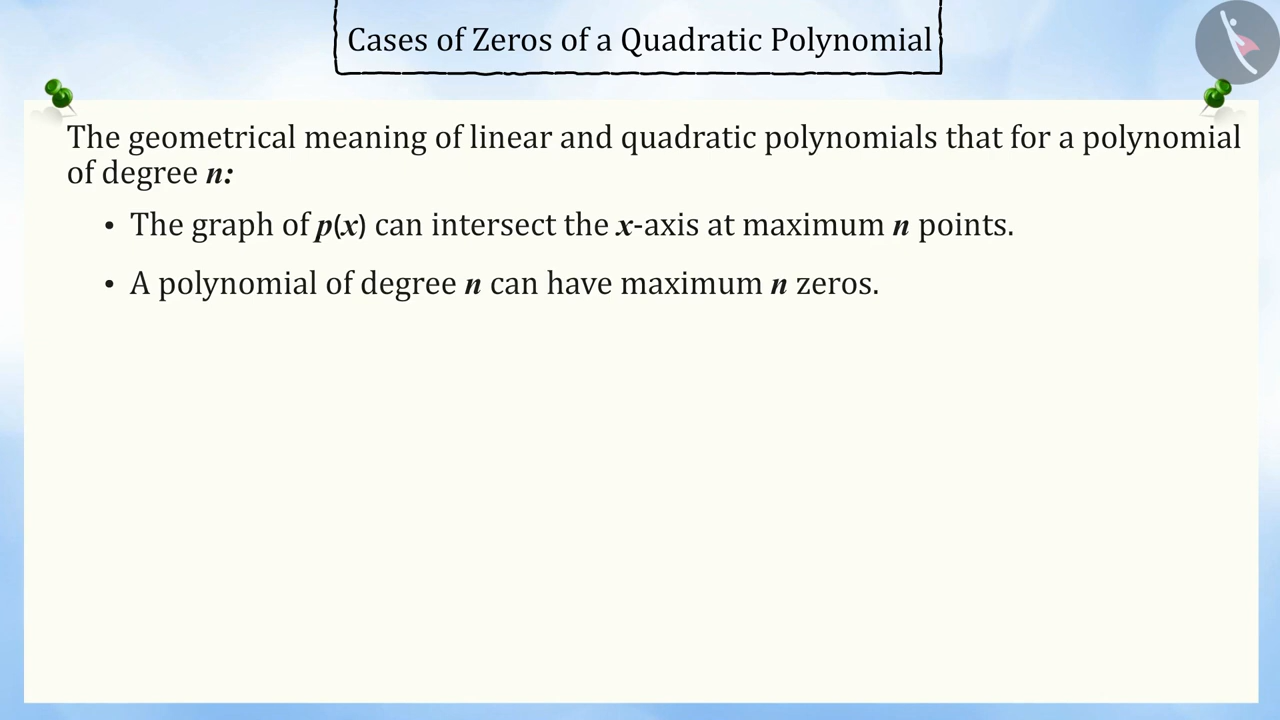 Cases of Zeros of a Quadratic Polynomial
The geometrical meaning of linear and quadratic polynomials that for a polynomial
of degree n:
• The graph of p(x) can intersect the x-axis at maximum n points.
• A polynomial of degree n can have maximum n zeros.